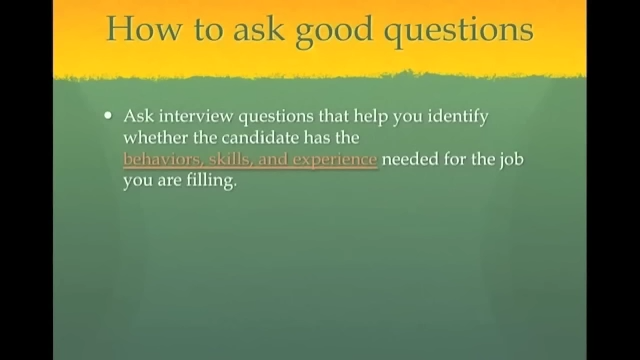 How to ask good questions
• Ask interview questions that help you identify
whether the candidate has the
behaviors, skills, and experience needed for the job
you are filling.